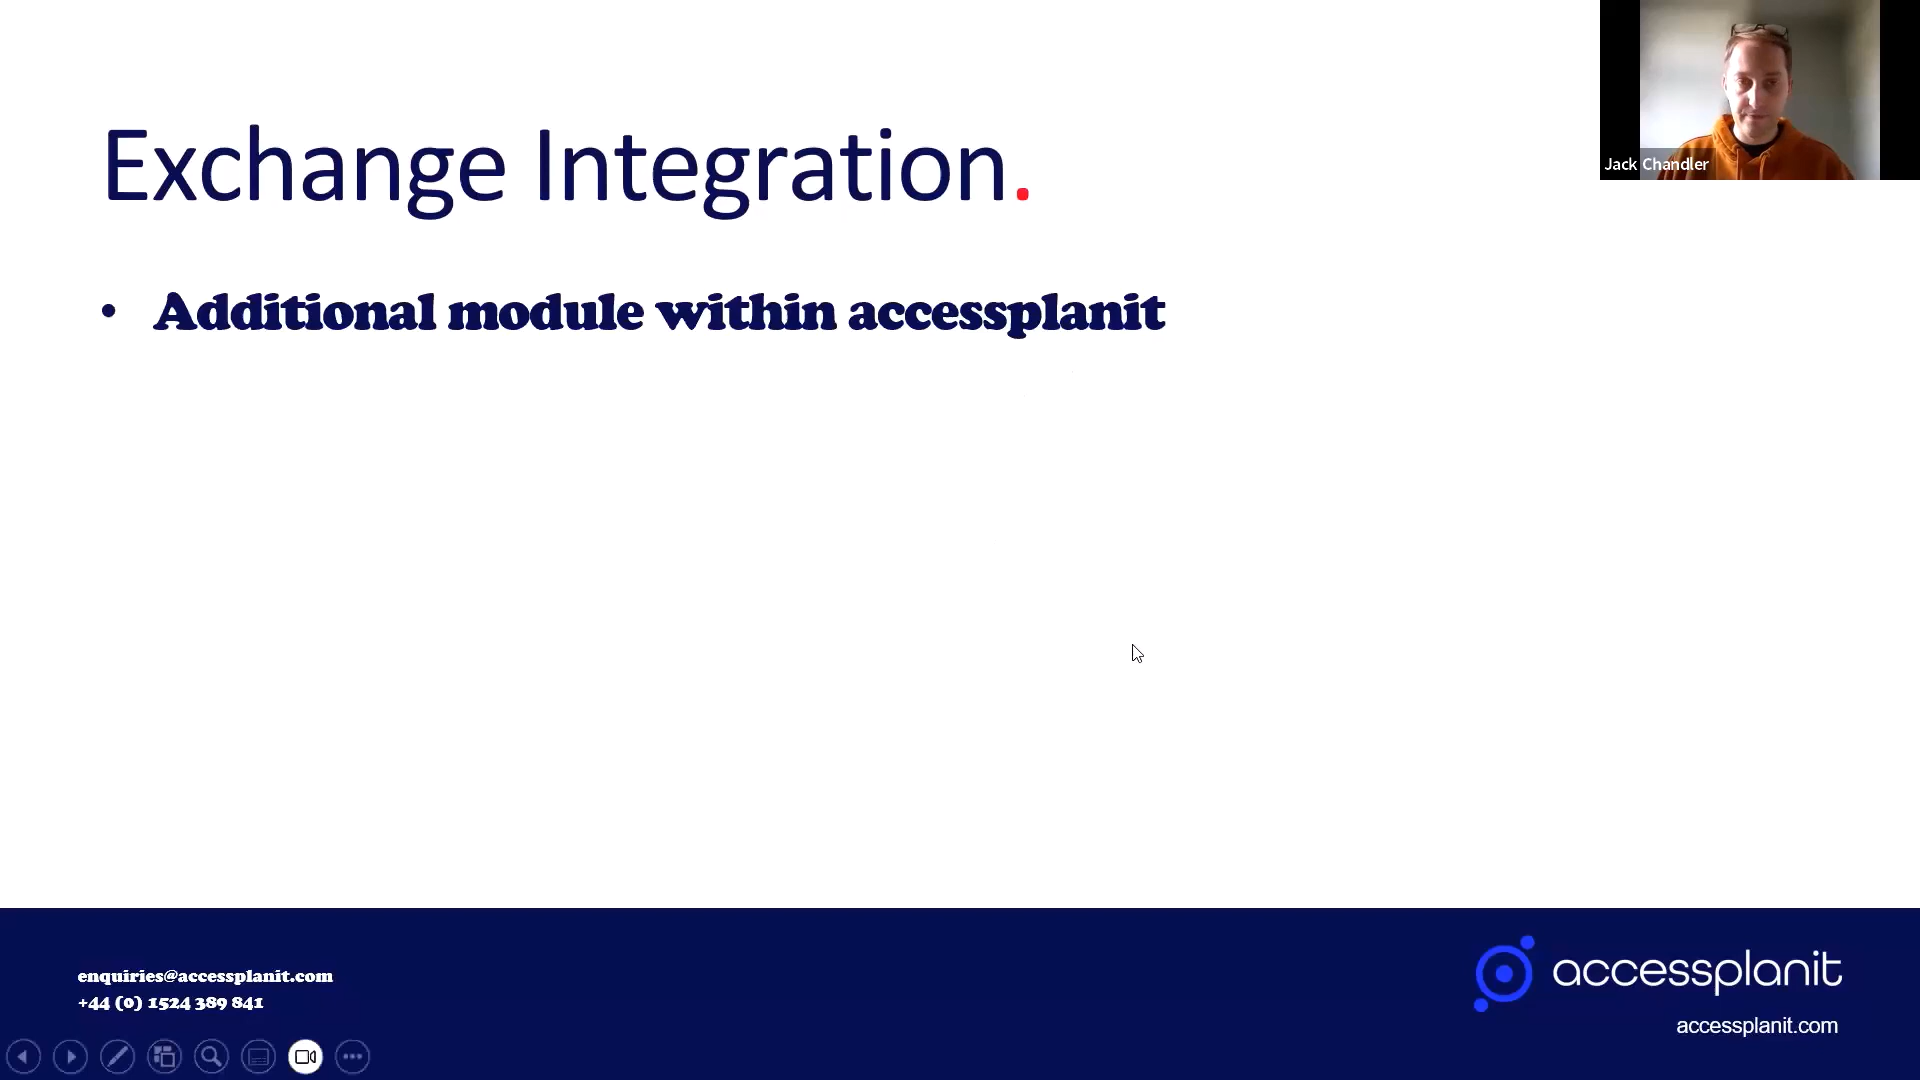 Exchange Integration.
Jack Chandler
• Additional module within accessplanit
enquiries@accessplanit.com
+44 (0) 1524 389 841
accessplanit
accessplanit.com